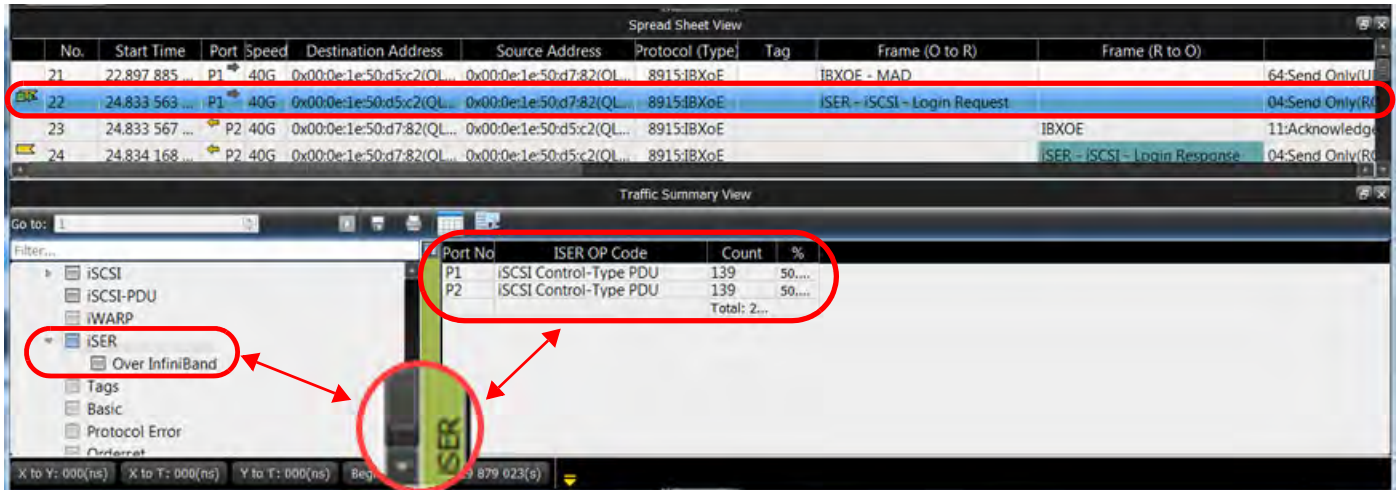 Spread Sheet View
No. Start Time Port Speed Destination Address Source Address Protocol (Type) Tag Frame (O to R) Frame (R to O)
21 22.897 885 ... P1 40G 0x00:0e:1e:50:d5:c2(QL... 0x00:0e:1e:50:d7:82(QL... 8915:IBXoE IBXOE - MAD 64:Send Only(U
22 24.833 563 ... P1 40G 0x00:0e:1e:50:d5:c2(QL... 0x00:0e:1e:50:d7:82(QL... 8915:IBXoE iSER - iSCSI - Login Request 04:Send Only(RC
23 24.833 567 ... P2 40G 0x00:0e:1e:50:d7:82(QL... 0x00:0e:1e:50:d5:c2(QL... 8915:IBXoE IBXOE 11:Acknowledge
24 24.834 168 ... P2 40G 0x00:0e:1e:50:d7:82(QL... 0x00:0e:1e:50:d5:c2(QL... 8915:IBXoE iSER - iSCSI - Login Response 04:Send Only(RC
Traffic Summary View
Go to: 1
Filter...
Port No ISER OP Code Count %
P1 iSCSI Control-Type PDU 139 50....
P2 iSCSI Control-Type PDU 139 50....
Total: 2...
iSCSI
iSCSI-PDU
iWARP
iSER
Over InfiniBand
Tags
Basic
Protocol Error
Orderset
ISER
X to Y: 000(ns) X to T: 000(ns) Y to T: 000(ns) Beg 9 879 023(s)